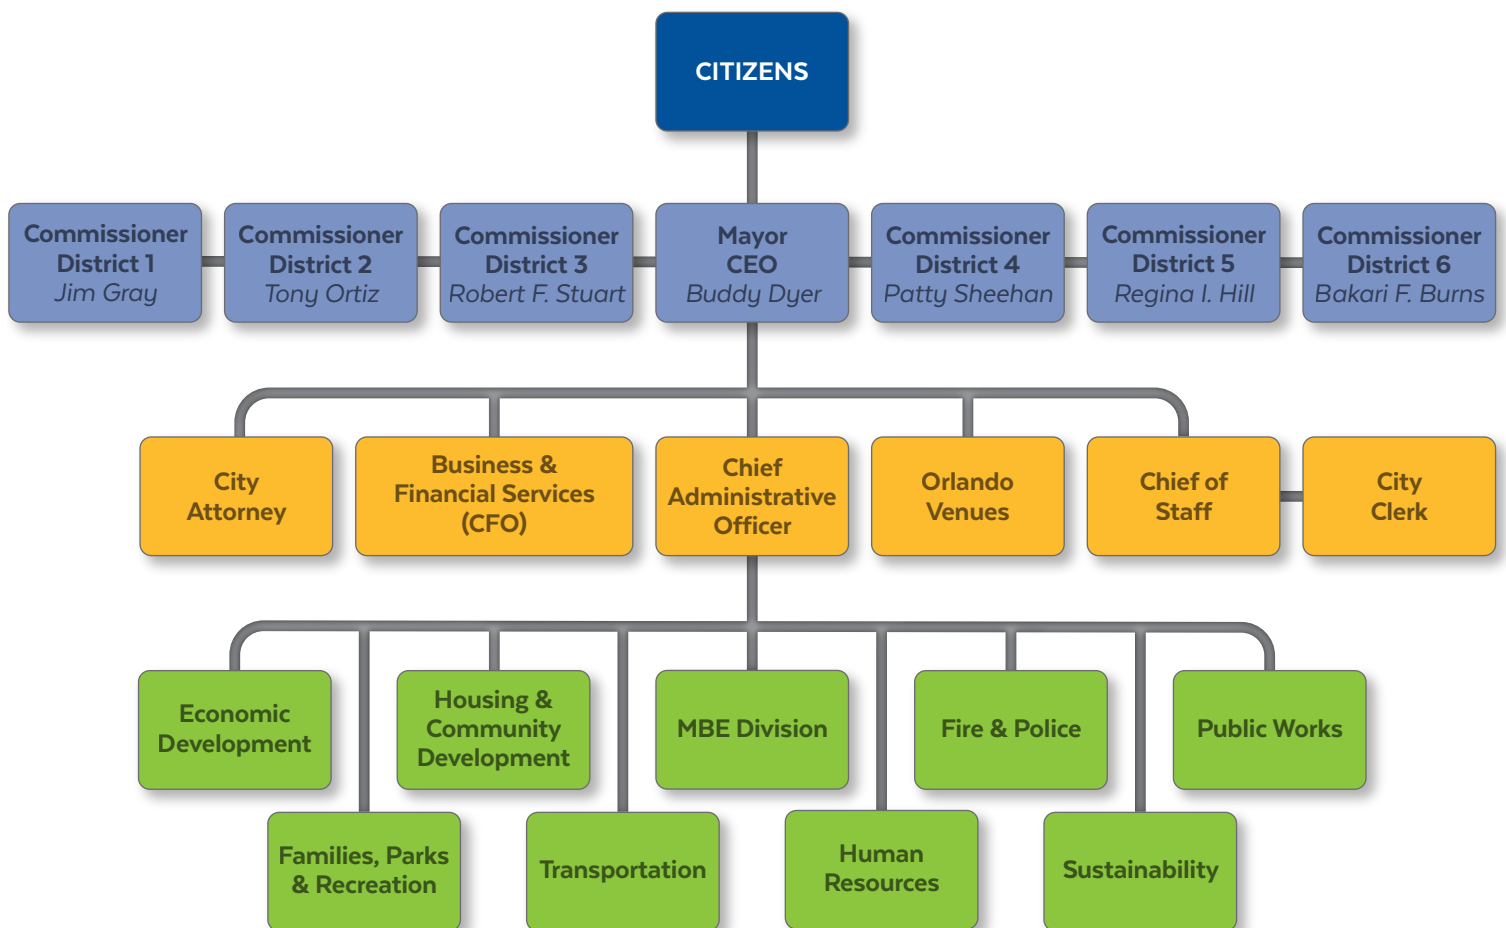 CITIZENS
Commissioner
District 1
Jim Gray
Commissioner
District 2
Tony Ortiz
Commissioner
District 3
Robert F. Stuart
Mayor
CEO
Buddy Dyer
Commissioner
District 4
Patty Sheehan
Commissioner
District 5
Regina I. Hill
Commissioner
District 6
Bakari F. Burns
City
Attorney
Business &
Financial Services
(CFO)
Chief
Administrative
Officer
Orlando
Venues
Chief of
Staff
City
Clerk
Economic
Development
Housing &
Community
Development
MBE Division
Fire & Police
Public Works
Families, Parks
& Recreation
Transportation
Human
Resources
Sustainability